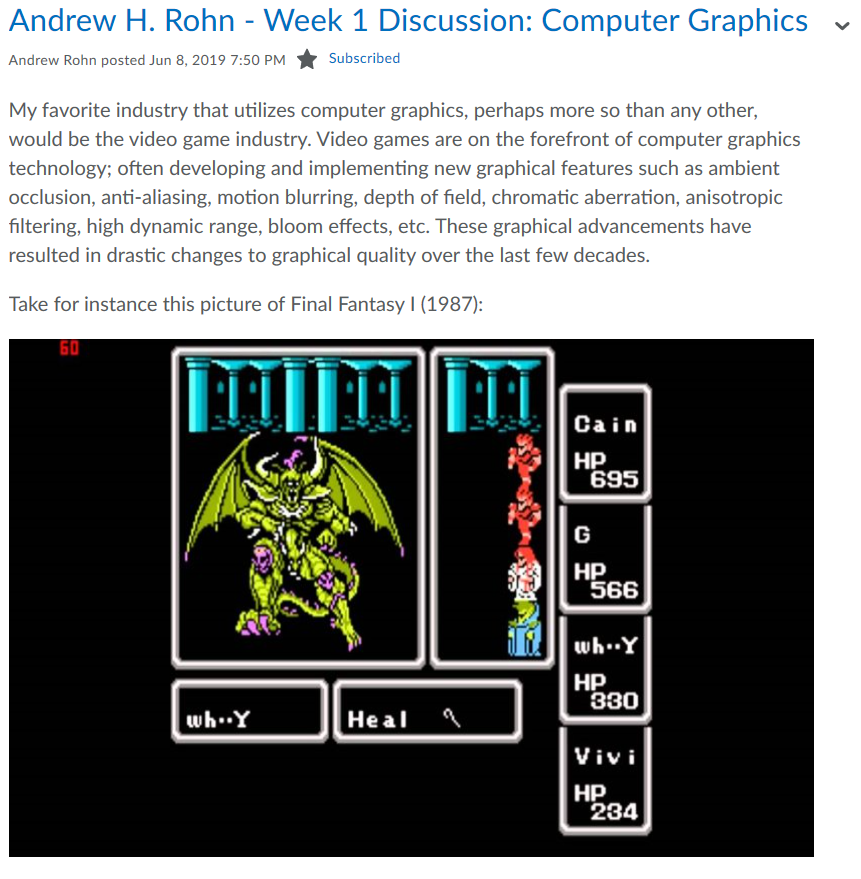 Andrew H. Rohn - Week 1 Discussion: Computer Graphics
Andrew Rohn posted Jun 8, 2019 7:50 PM Subscribed
My favorite industry that utilizes computer graphics, perhaps more so than any other,
would be the video game industry. Video games are on the forefront of computer graphics
technology; often developing and implementing new graphical features such as ambient
occlusion, anti-aliasing, motion blurring, depth of field, chromatic aberration, anisotropic
filtering, high dynamic range, bloom effects, etc. These graphical advancements have
resulted in drastic changes to graphical quality over the last few decades.
Take for instance this picture of Final Fantasy I (1987):
60
Cain
HP
695
G
HP
566
wh··Y
HP
330
wh··Y
Heal
Vivi
HP
234